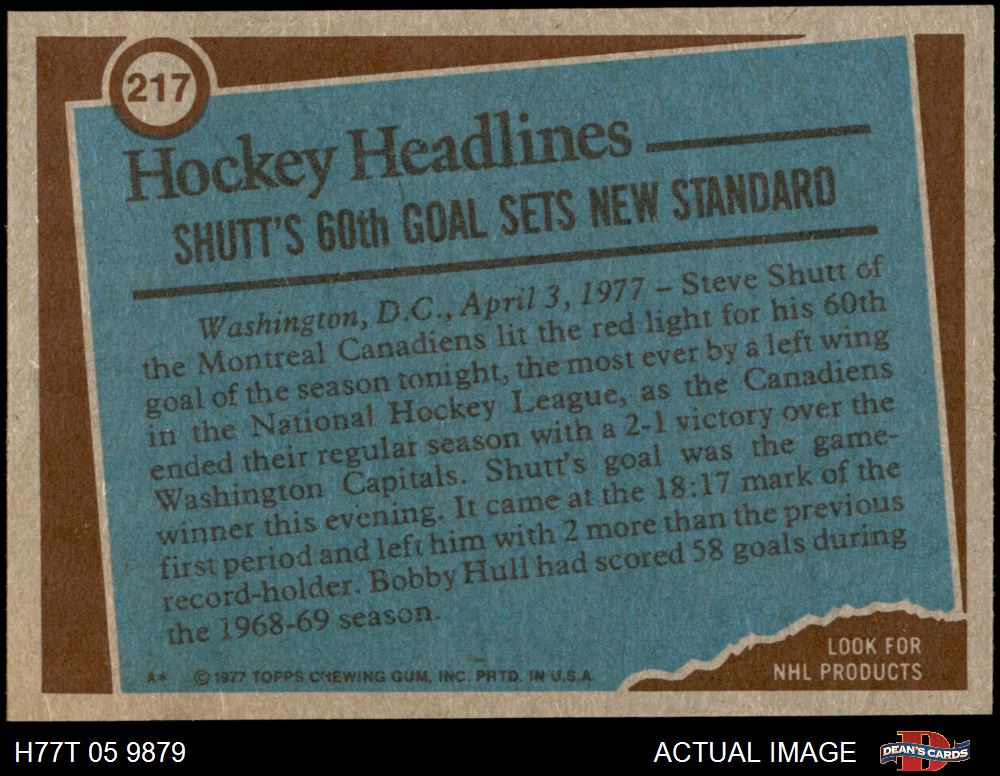 217
Hockey Headlines
SHUTT'S 60th GOAL SETS NEW STANDARD
Washington, D.C., April 3, 1977 – Steve Shutt of
the Montreal Canadiens lit the red light for his 60th
goal of the season tonight, the most ever by a left wing
in the National Hockey League, as the Canadiens
ended their regular season with a 2-1 victory over the
Washington Capitals. Shutt's goal was the game-
winner this evening. It came at the 18:17 mark of the
first period and left him with 2 more than the previous
record-holder. Bobby Hull had scored 58 goals during
the 1968-69 season.
A* © 1977 TOPPS CHEWING GUM, INC. PRTD. IN U.S.A.
LOOK FOR
NHL PRODUCTS
H77T 05 9879
ACTUAL IMAGE
DEAN'S CARDS